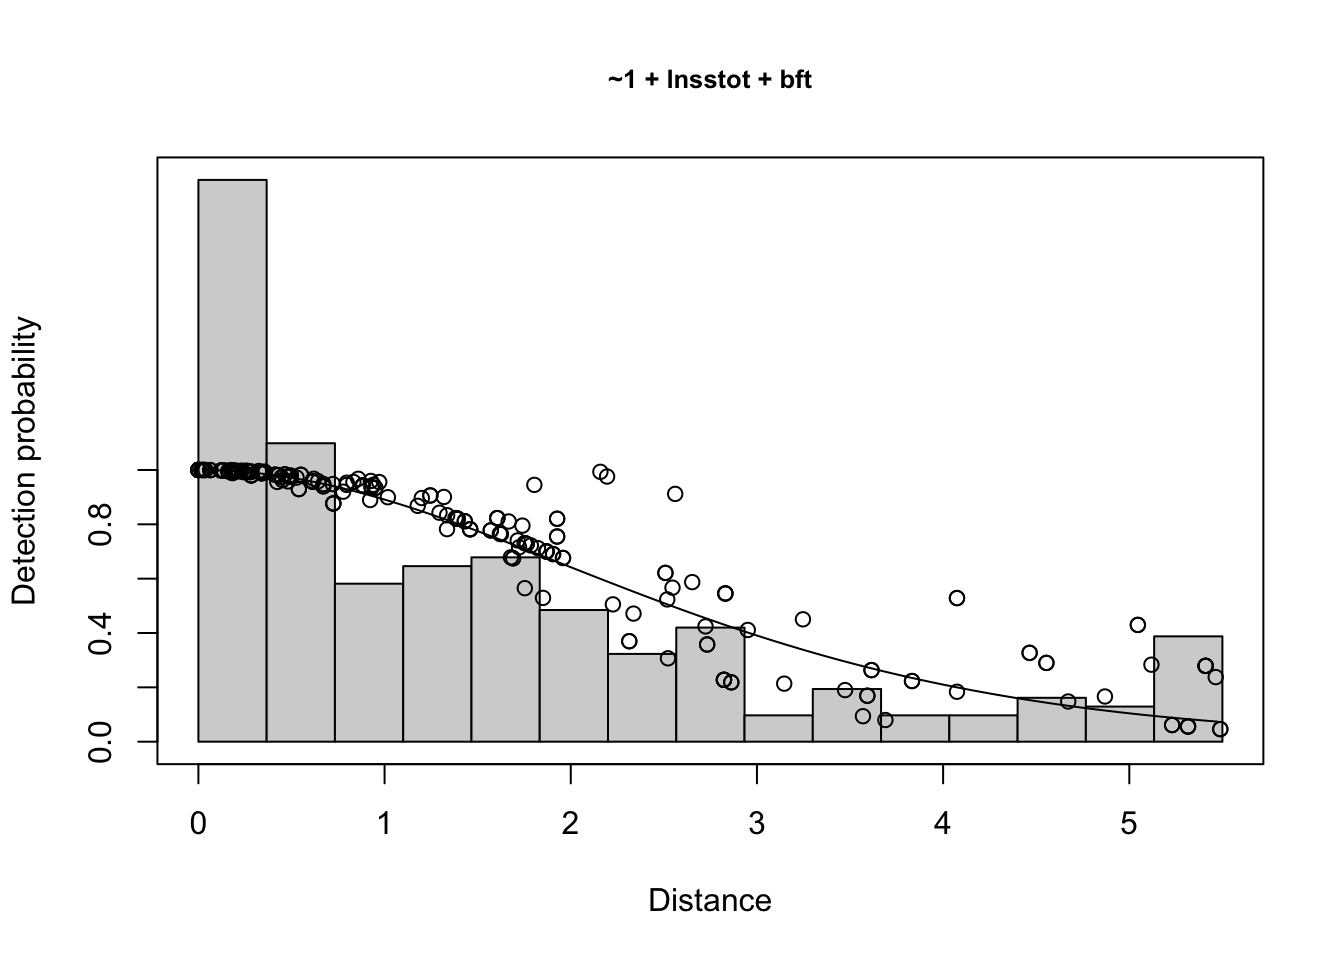 ~1 + lnsstot + bft
Detection probability
0.8
0.4
0.0
0 1 2 3 4 5
Distance